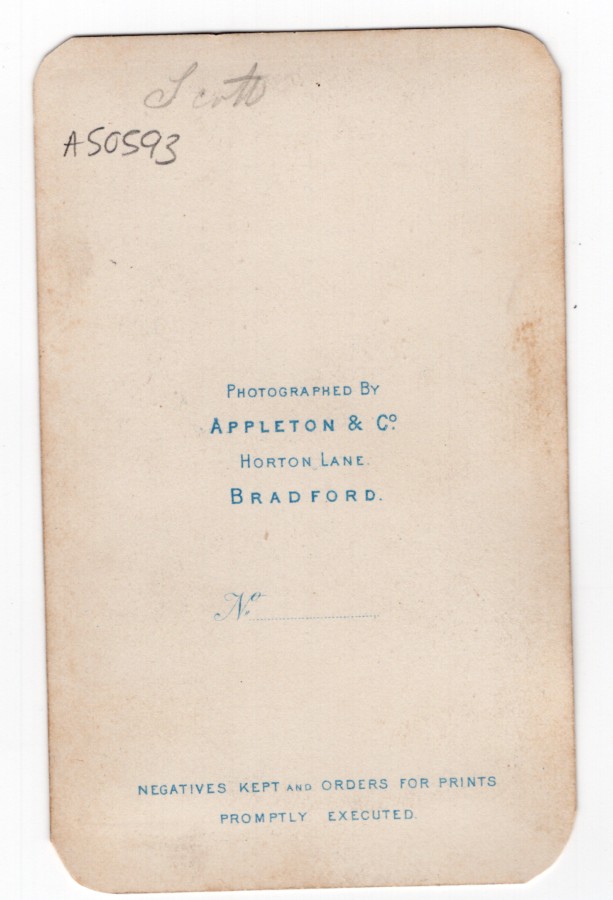 Scott
A50593
PHOTOGRAPHED BY
APPLETON & Co.
HORTON LANE.
BRADFORD.
No.
NEGATIVES KEPT AND ORDERS FOR PRINTS
PROMPTLY EXECUTED.